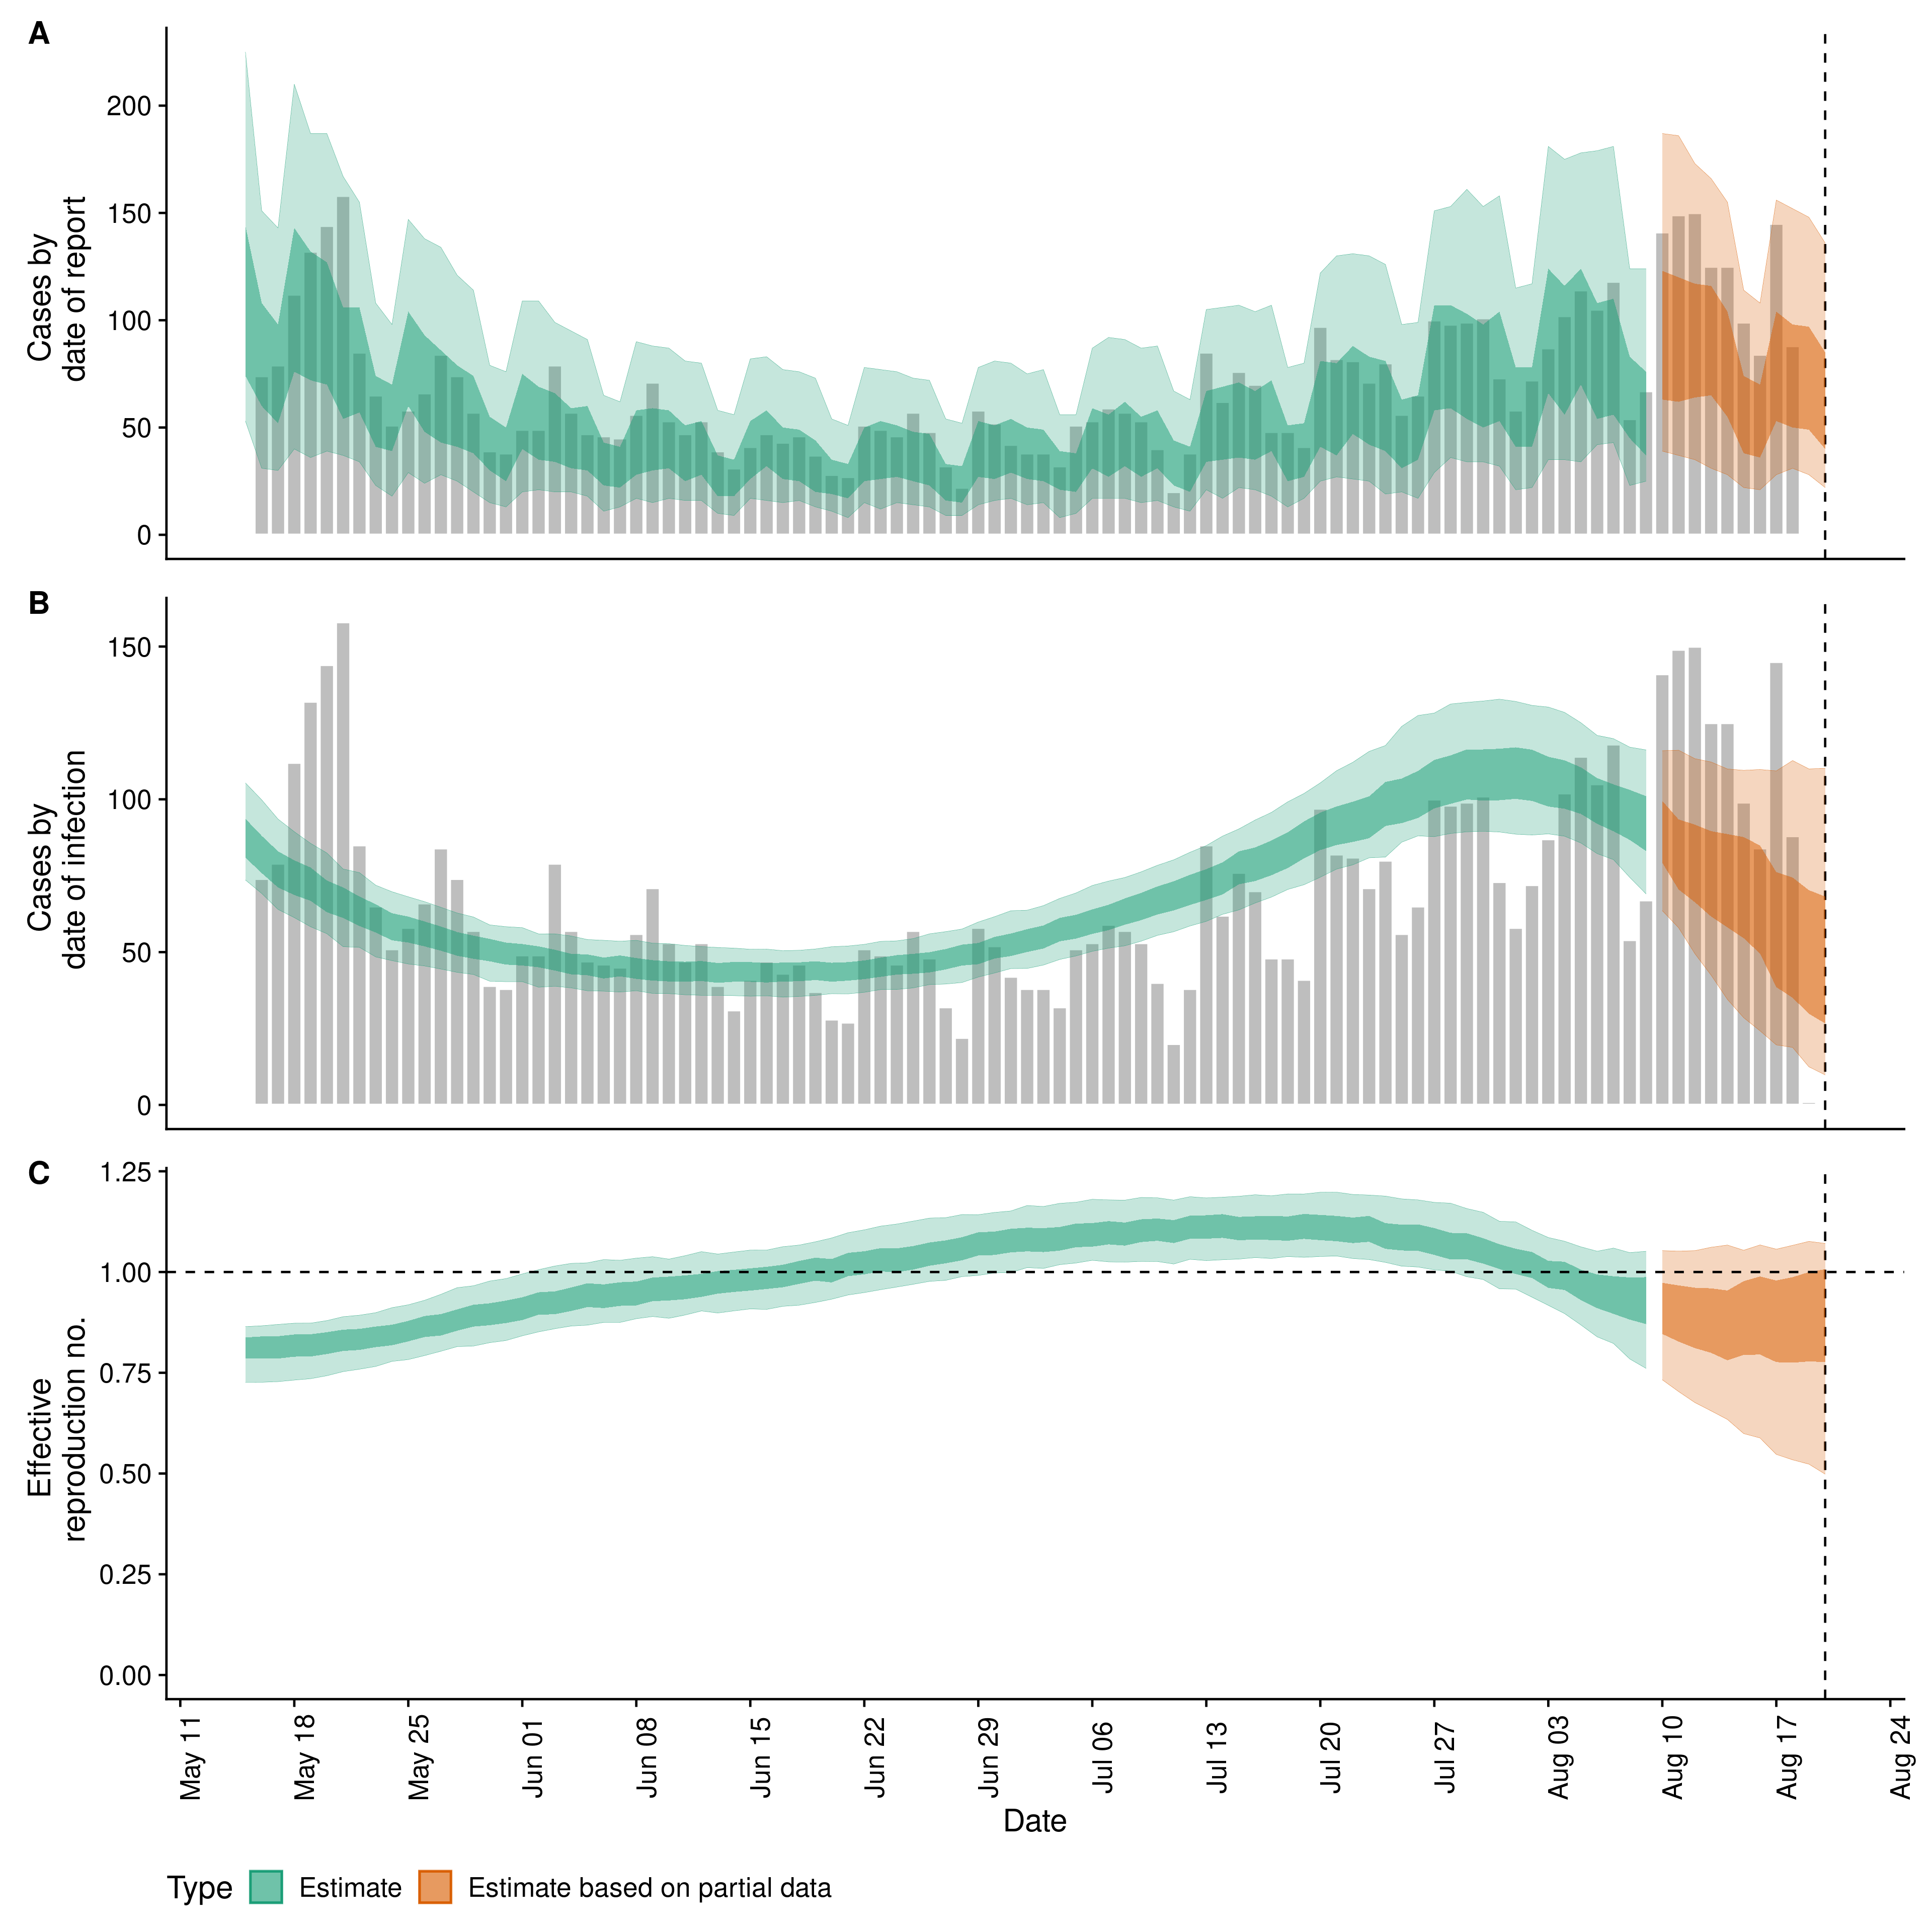 A
Cases by
date of report
200
150
100
50
0
B
Cases by
date of infection
150
100
50
0
C
Effective
reproduction no.
1.25
1.00
0.75
0.50
0.25
0.00
May 11
May 18
May 25
Jun 01
Jun 08
Jun 15
Jun 22
Jun 29
Jul 06
Jul 13
Jul 20
Jul 27
Aug 03
Aug 10
Aug 17
Aug 24
Date
Type Estimate Estimate based on partial data